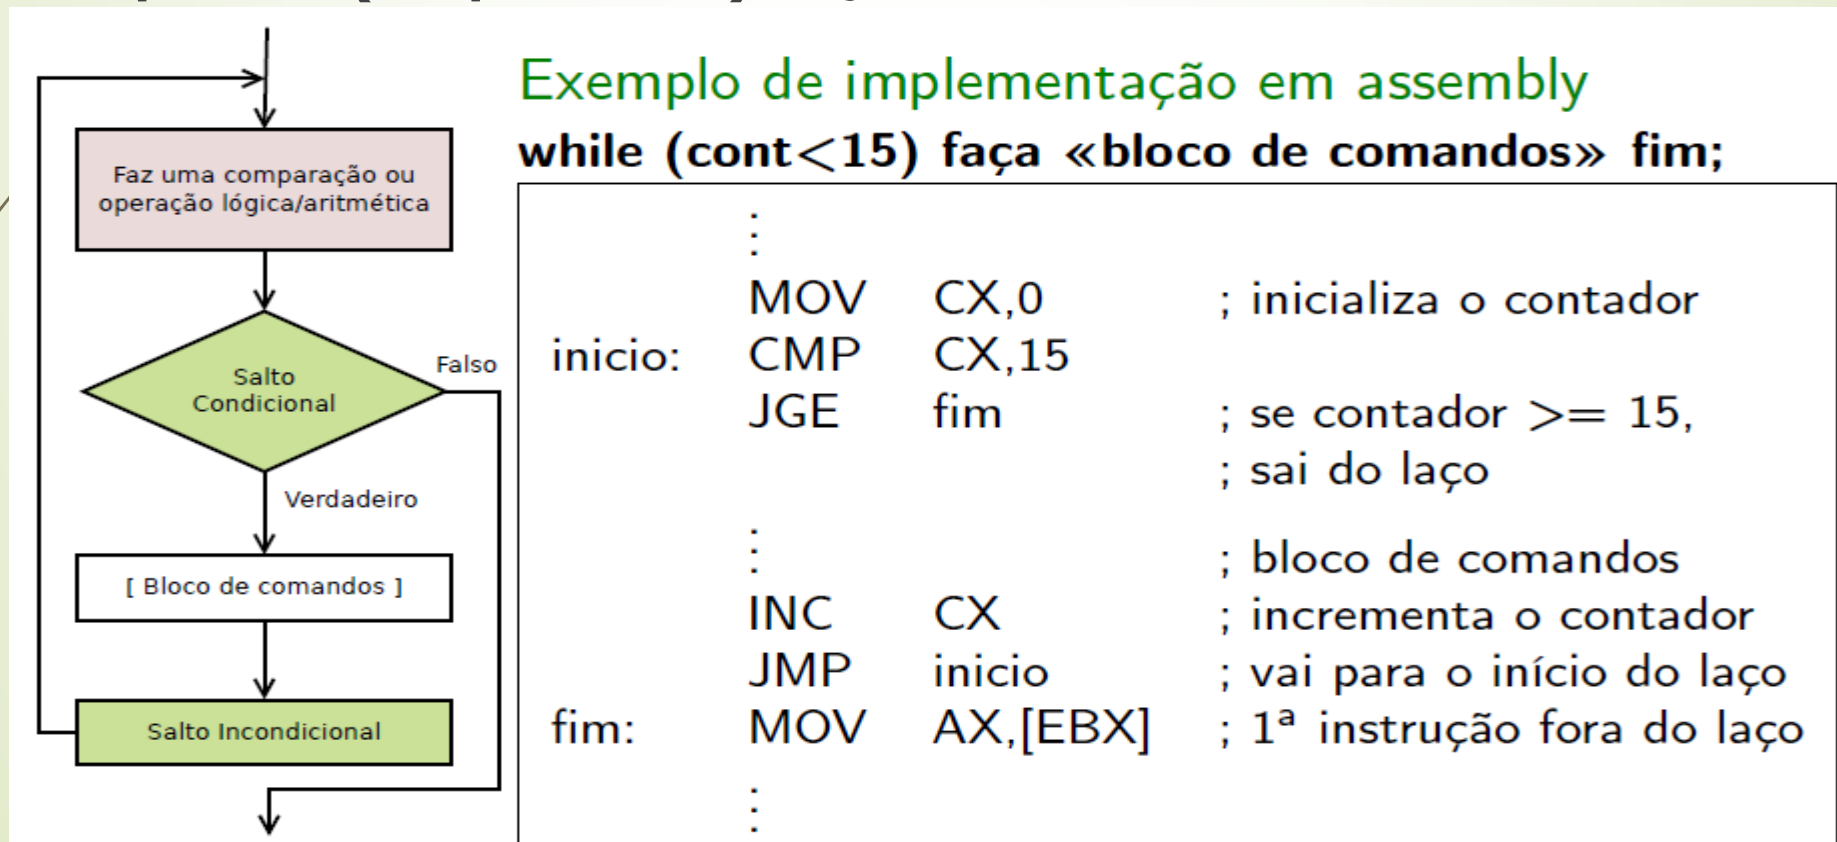 Faz uma comparação ou
operação lógica/aritmética
Salto
Condicional
Falso
Verdadeiro
[ Bloco de comandos ]
Salto Incondicional
Exemplo de implementação em assembly
while (cont<15) faça «bloco de comandos» fim;
MOV CX,0 ; inicializa o contador
inicio: CMP CX,15
JGE fim ; se contador >= 15,
; sai do laço
; bloco de comandos
INC CX ; incrementa o contador
JMP inicio ; vai para o início do laço
fim: MOV AX,[EBX] ; 1ª instrução fora do laço